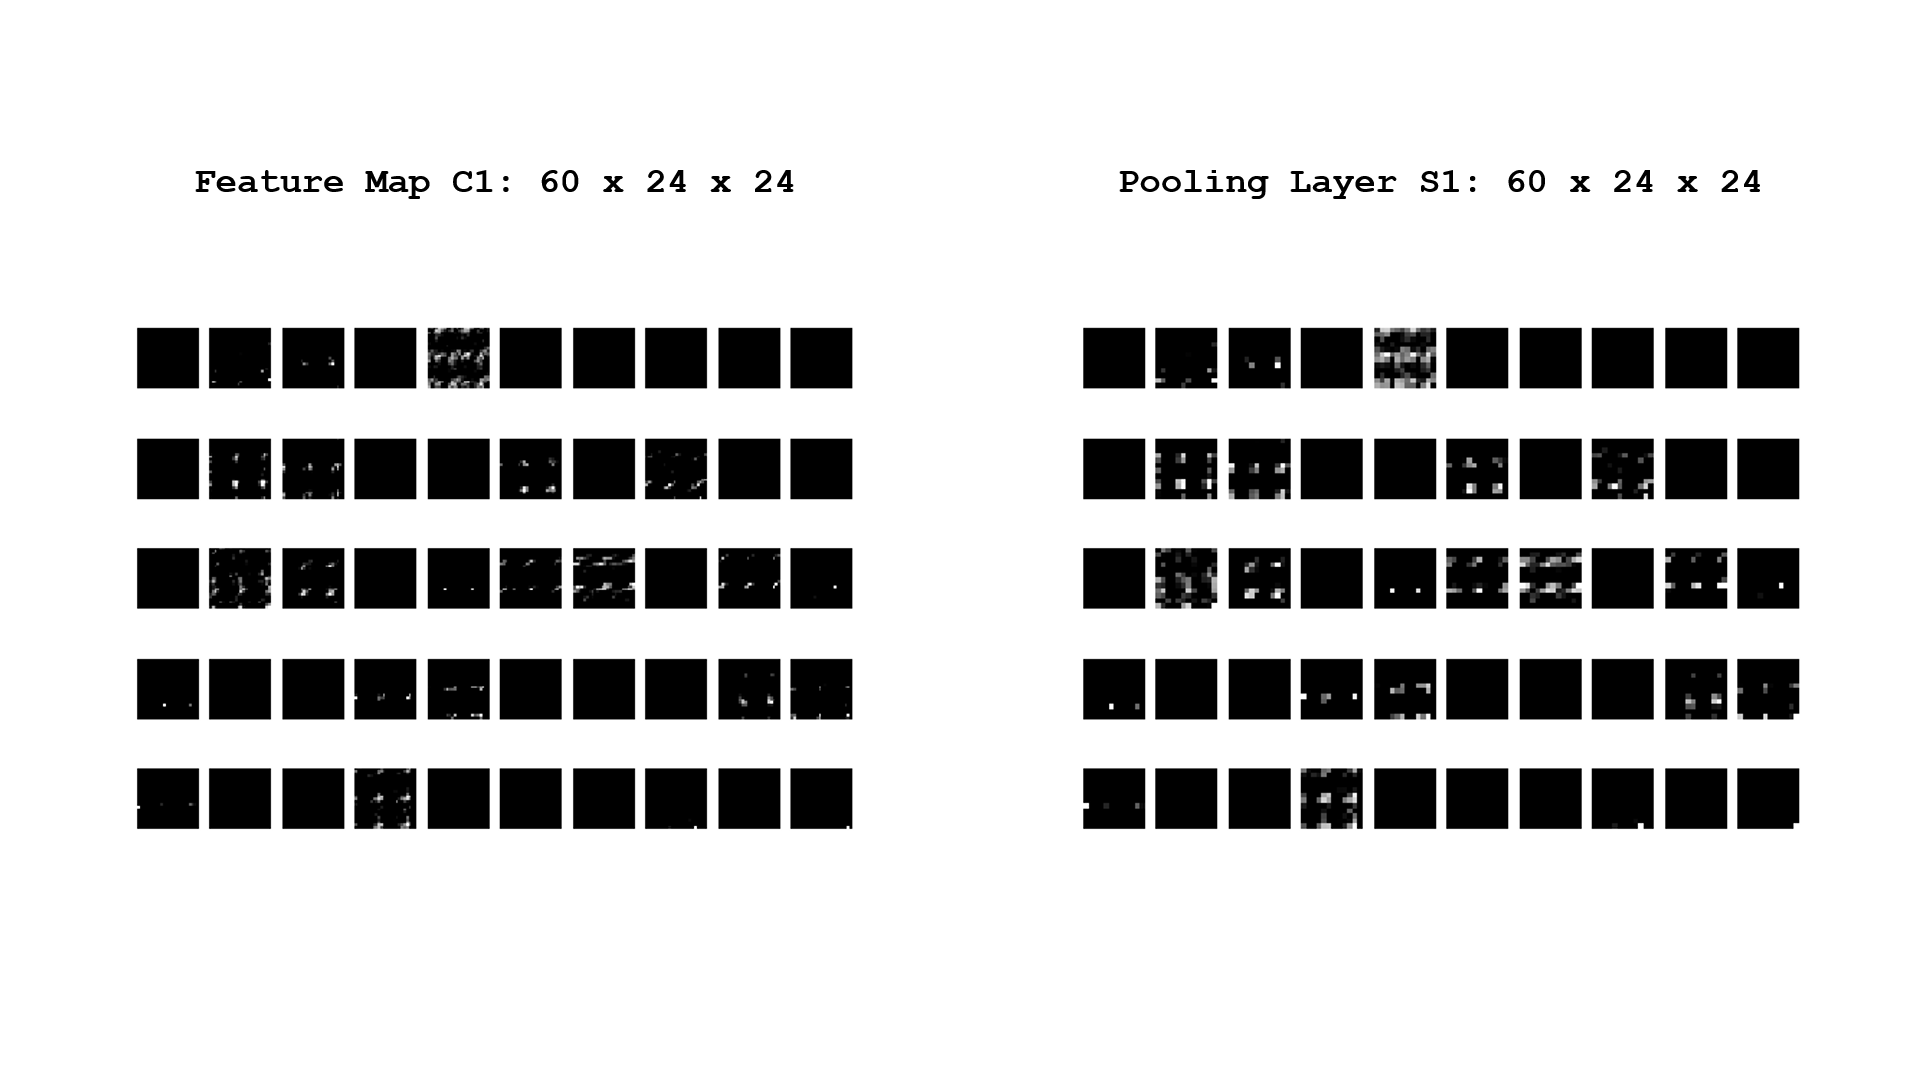 Feature Map C1: 60 x 24 x 24
Pooling Layer S1: 60 x 24 x 24